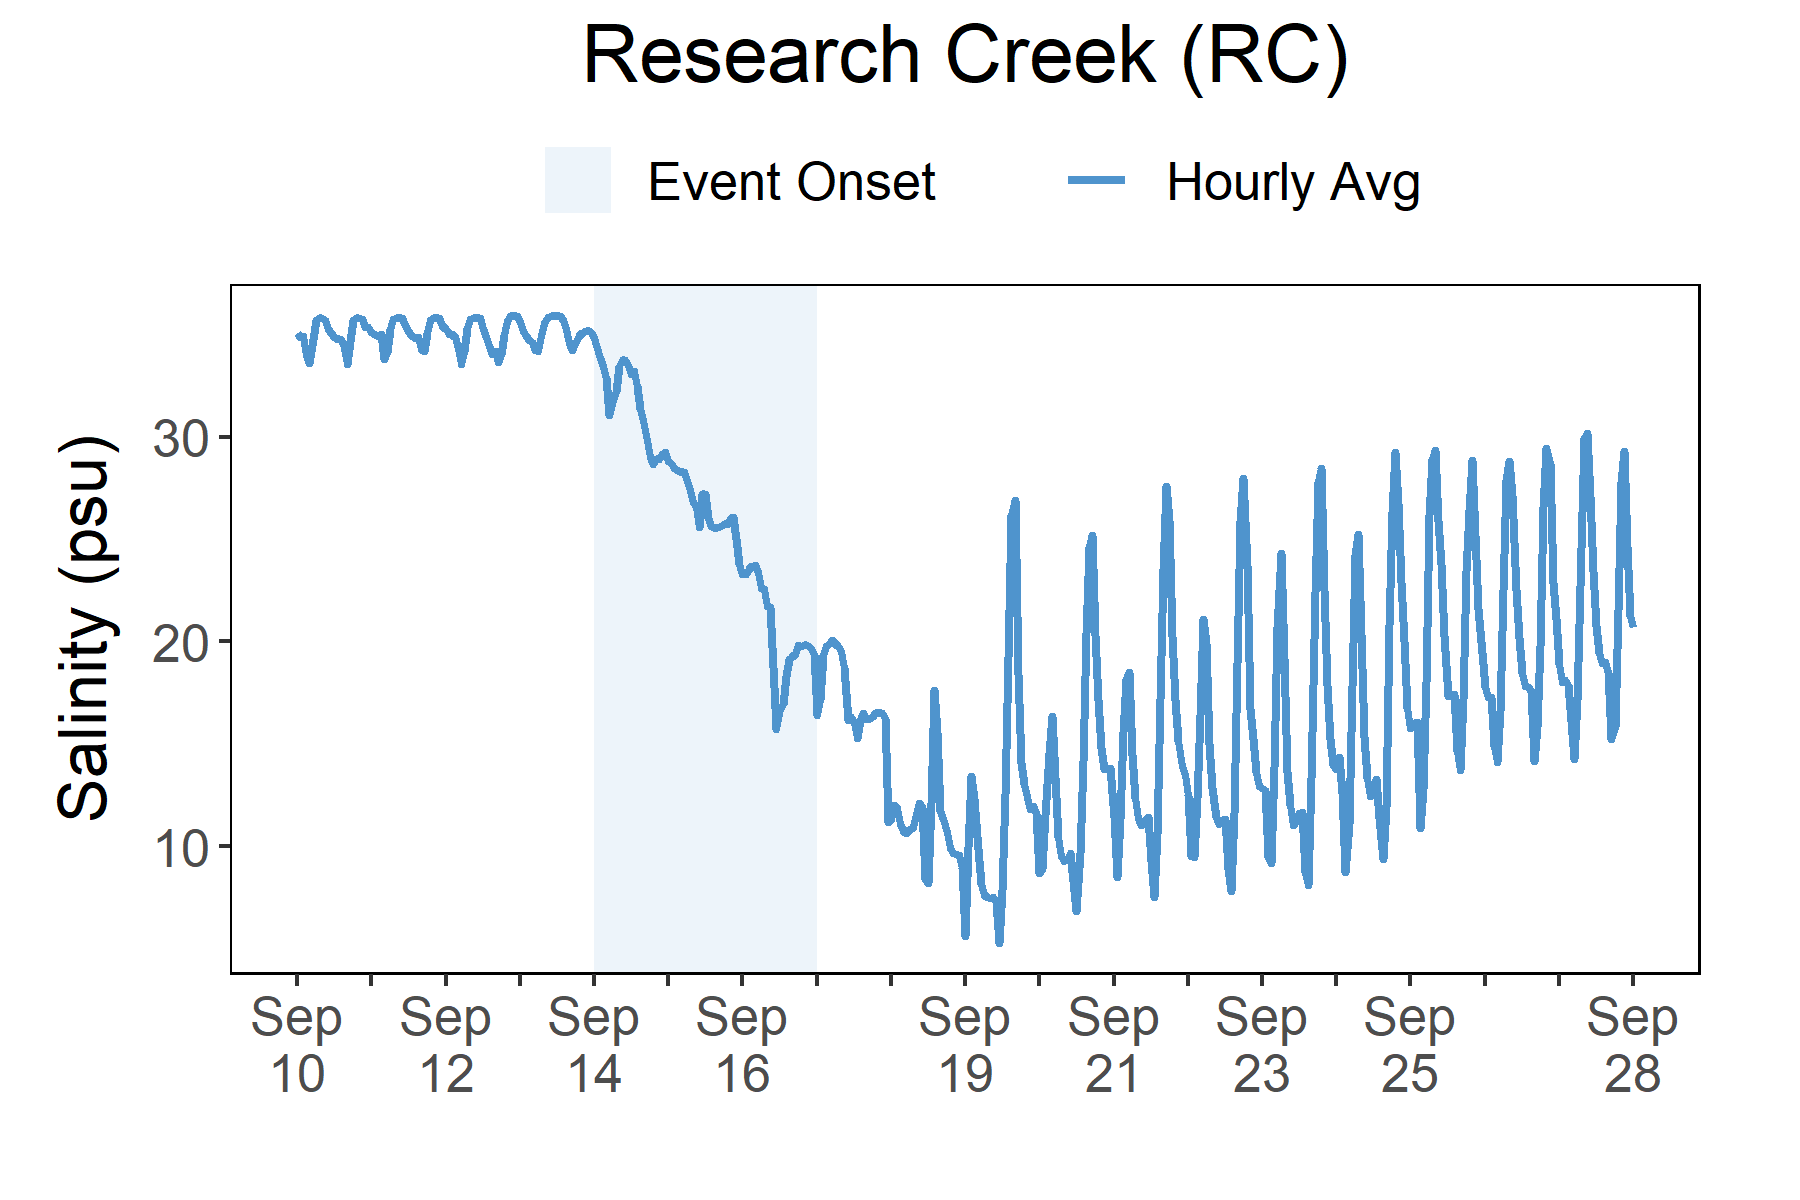 Research Creek (RC)
Event Onset
Hourly Avg
Salinity (psu)
30
20
10
Sep 10
Sep 12
Sep 14
Sep 16
Sep 19
Sep 21
Sep 23
Sep 25
Sep 28